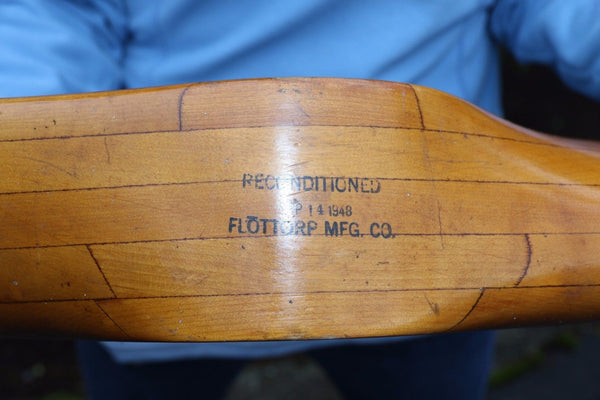 RECONDITIONED
14 1948
FLOTTORP MFG. CO.